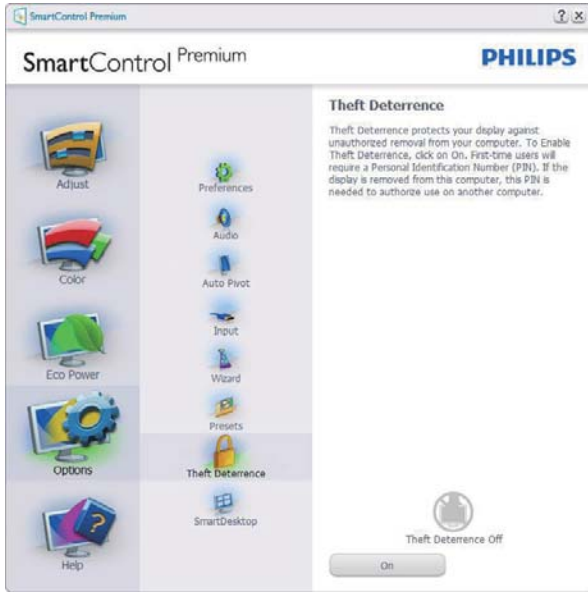 SmartControl Premium
? x
SmartControl Premium
PHILIPS
Adjust
Color
Eco Power
Options
Help
Preferences
Audio
Auto Pivot
Input
Wizard
Presets
Theft Deterrence
SmartDesktop
Theft Deterrence
Theft Deterrence protects your display against
unauthorized removal from your computer. To Enable
Theft Deterrence, click on On. First-time users will
require a Personal Identification Number (PIN). If the
display is removed from this computer, this PIN is
needed to authorize use on another computer.
Theft Deterrence Off
On